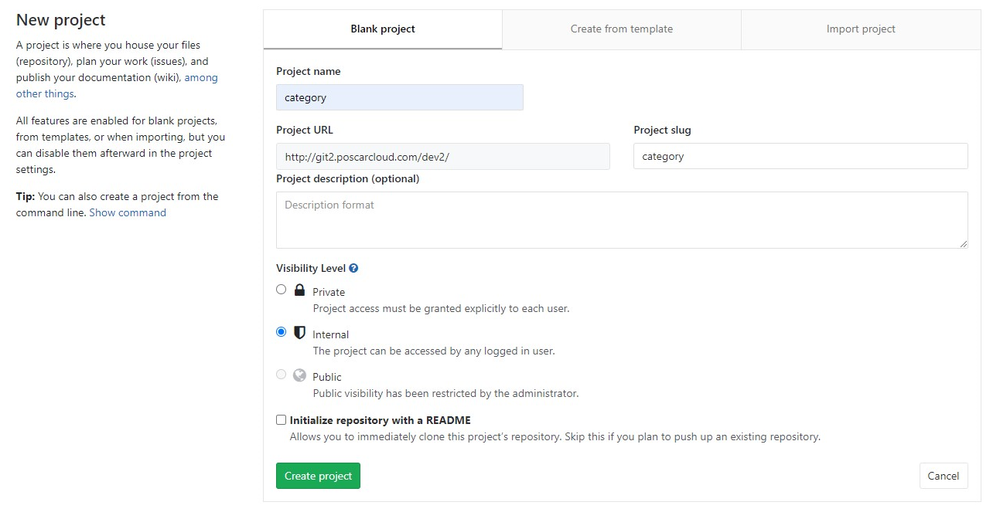 New project
A project is where you house your files
(repository), plan your work (issues), and
publish your documentation (wiki), among
other things.
All features are enabled for blank projects,
from templates, or when importing, but you
can disable them afterward in the project
settings.
Tip: You can also create a project from the
command line. Show command
Blank project
Create from template
Import project
Project name
category
Project URL
Project slug
http://git2.poscarcloud.com/dev2/
category
Project description (optional)
Description format
Visibility Level ?
Private
Project access must be granted explicitly to each user.
Internal
The project can be accessed by any logged in user.
Public
Public visibility has been restricted by the administrator.
Initialize repository with a README
Allows you to immediately clone this project's repository. Skip this if you plan to push up an existing repository.
Create project
Cancel